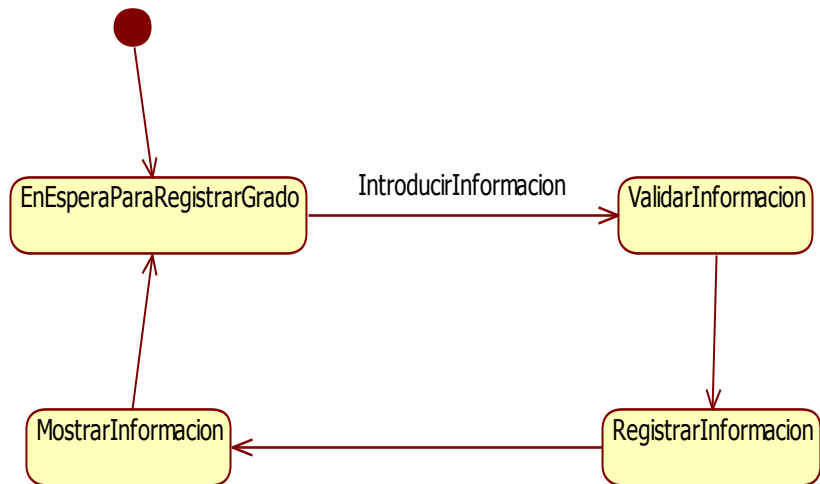 EnEsperaParaRegistrarGrado
IntroducirInformacion
ValidarInformacion
MostrarInformacion
RegistrarInformacion